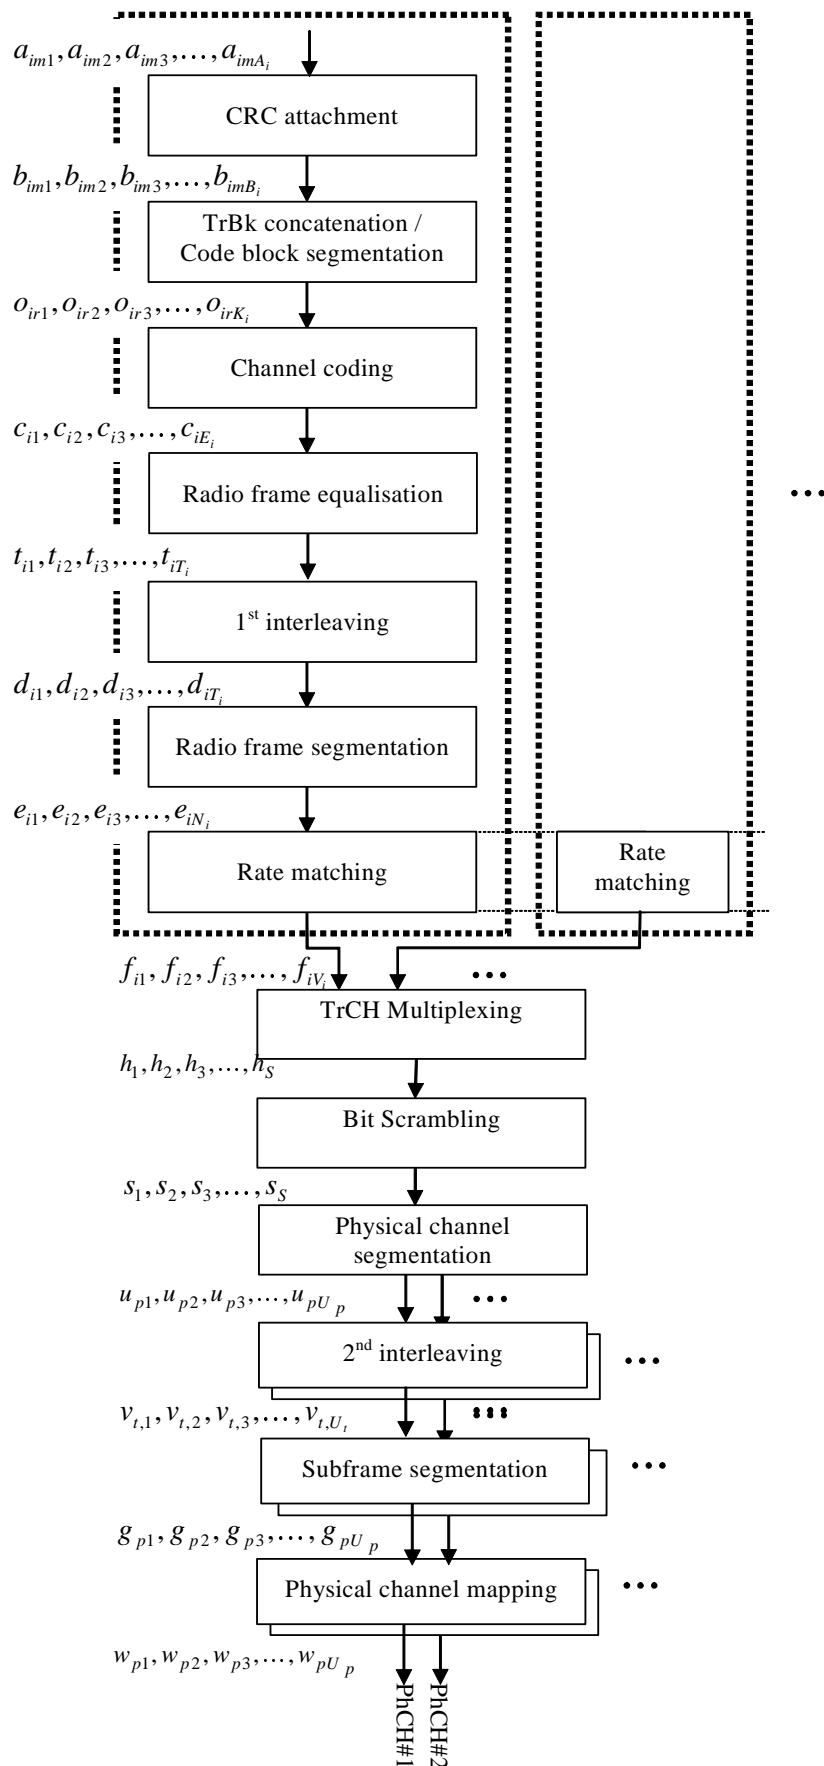 a_{im1}, a_{im2}, a_{im3}, ..., a_{imA_i}
CRC attachment
b_{im1}, b_{im2}, b_{im3}, ..., b_{imB_i}
TrBk concatenation /
Code block segmentation
o_{ir1}, o_{ir2}, o_{ir3}, ..., o_{irK_i}
Channel coding
c_{i1}, c_{i2}, c_{i3}, ..., c_{iE_i}
Radio frame equalisation
...
t_{i1}, t_{i2}, t_{i3}, ..., t_{iT_i}
1st interleaving
d_{i1}, d_{i2}, d_{i3}, ..., d_{iT_i}
Radio frame segmentation
e_{i1}, e_{i2}, e_{i3}, ..., e_{iN_i}
Rate matching
Rate
matching
f_{i1}, f_{i2}, f_{i3}, ..., f_{iV_i}
...
TrCH Multiplexing
h_1, h_2, h_3, ..., h_S
Bit Scrambling
s_1, s_2, s_3, ..., s_S
Physical channel
segmentation
u_{p1}, u_{p2}, u_{p3}, ..., u_{pU_p}
...
2nd interleaving
...
v_{t,1}, v_{t,2}, v_{t,3}, ..., v_{t,U_t}
...
Subframe segmentation
...
g_{p1}, g_{p2}, g_{p3}, ..., g_{pU_p}
Physical channel mapping
...
w_{p1}, w_{p2}, w_{p3}, ..., w_{pU_p}
PhCH#1
PhCH#2